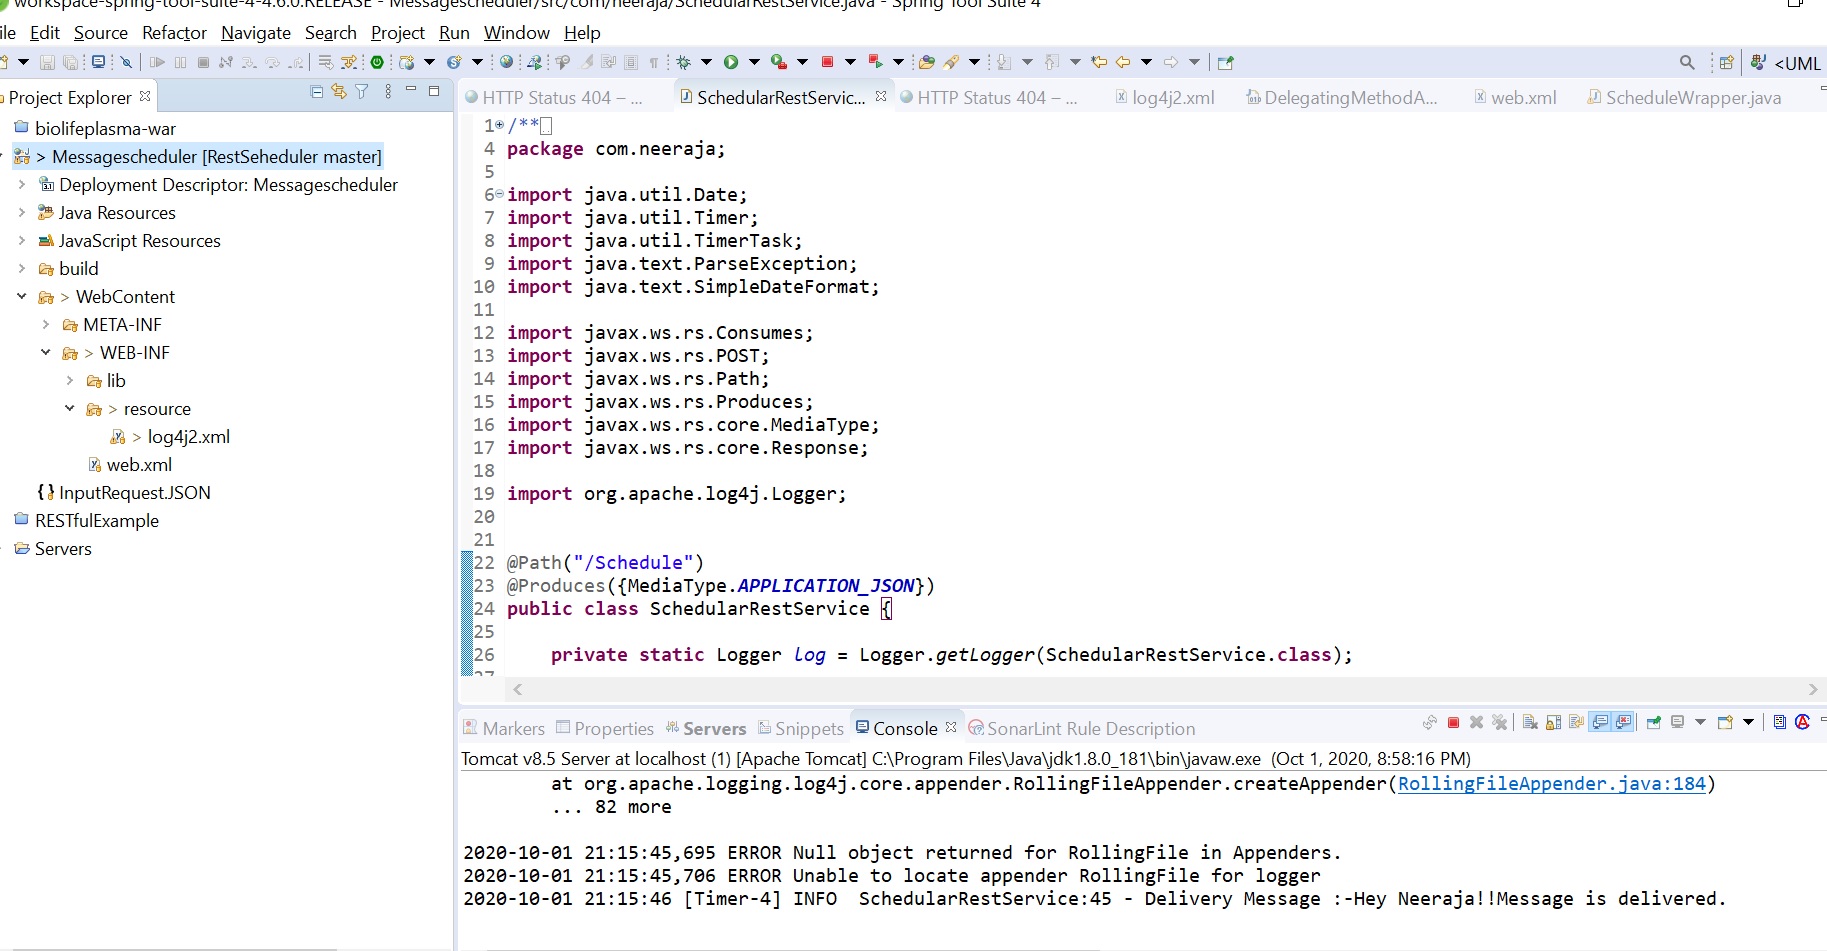 workspace-spring-tool-suite-4-4.6.0.RELEASE - Messagescheduler/src/com/neeraja/SchedularRestService.java - Spring Tool Suite 4
ile Edit Source Refactor Navigate Search Project Run Window Help
<UML
Project Explorer
biolifeplasma-war
> Messagescheduler [RestSeheduler master]
Deployment Descriptor: Messagescheduler
Java Resources
JavaScript Resources
build
> WebContent
META-INF
> WEB-INF
lib
> resource
> log4j2.xml
web.xml
InputRequest.JSON
RESTfulExample
Servers
HTTP Status 404 – ... SchedularRestServic... HTTP Status 404 – ... log4j2.xml DelegatingMethodA... web.xml ScheduleWrapper.java
1 /**
4 package com.neeraja;
5
6 import java.util.Date;
7 import java.util.Timer;
8 import java.util.TimerTask;
9 import java.text.ParseException;
10 import java.text.SimpleDateFormat;
11
12 import javax.ws.rs.Consumes;
13 import javax.ws.rs.POST;
14 import javax.ws.rs.Path;
15 import javax.ws.rs.Produces;
16 import javax.ws.rs.core.MediaType;
17 import javax.ws.rs.core.Response;
18
19 import org.apache.log4j.Logger;
20
21
22 @Path("/Schedule")
23 @Produces({MediaType.APPLICATION_JSON})
24 public class SchedularRestService {
25
26 private static Logger log = Logger.getLogger(SchedularRestService.class);
27
Markers Properties Servers Snippets Console SonarLint Rule Description
Tomcat v8.5 Server at localhost (1) [Apache Tomcat] C:\Program Files\Java\jdk1.8.0_181\bin\javaw.exe (Oct 1, 2020, 8:58:16 PM)
at org.apache.logging.log4j.core.appender.RollingFileAppender.createAppender(RollingFileAppender.java:184)
... 82 more
2020-10-01 21:15:45,695 ERROR Null object returned for RollingFile in Appenders.
2020-10-01 21:15:45,706 ERROR Unable to locate appender RollingFile for logger
2020-10-01 21:15:46 [Timer-4] INFO  SchedularRestService:45 - Delivery Message :-Hey Neeraja!!Message is delivered.